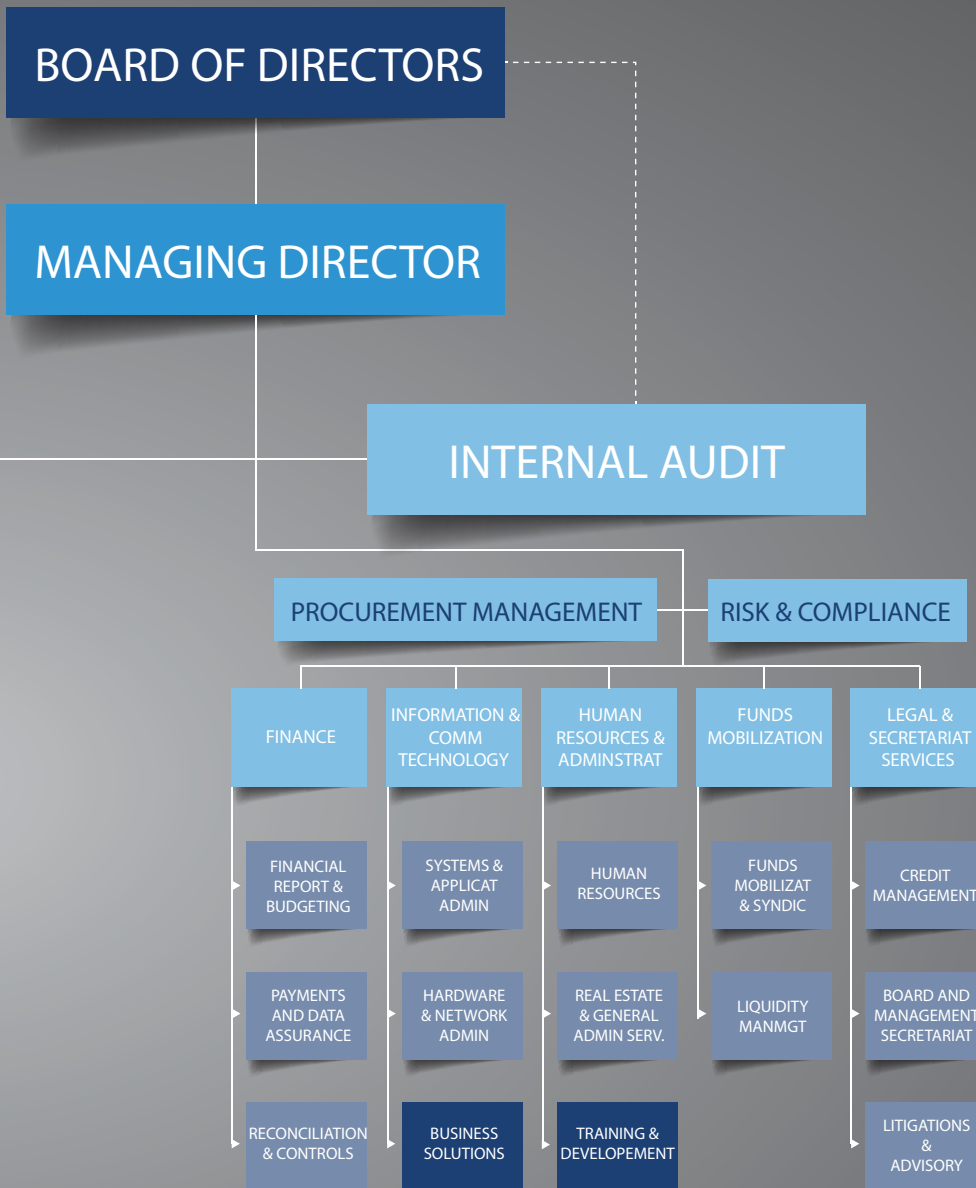 BOARD OF DIRECTORS
MANAGING DIRECTOR
INTERNAL AUDIT
PROCUREMENT MANAGEMENT
RISK & COMPLIANCE
FINANCE
INFORMATION &
COMM
TECHNOLOGY
HUMAN
RESOURCES &
ADMINSTRAT
FUNDS
MOBILIZATION
LEGAL &
SECRETARIAT
SERVICES
FINANCIAL
REPORT &
BUDGETING
SYSTEMS &
APPLICAT
ADMIN
HUMAN
RESOURCES
FUNDS
MOBILIZAT
& SYNDIC
CREDIT
MANAGEMENT
PAYMENTS
AND DATA
ASSURANCE
HARDWARE
& NETWORK
ADMIN
REAL ESTATE
& GENERAL
ADMIN SERV.
LIQUIDITY
MANMGT
BOARD AND
MANAGEMENT
SECRETARIAT
RECONCILIATION
& CONTROLS
BUSINESS
SOLUTIONS
TRAINING &
DEVELOPEMENT
LITIGATIONS
&
ADVISORY